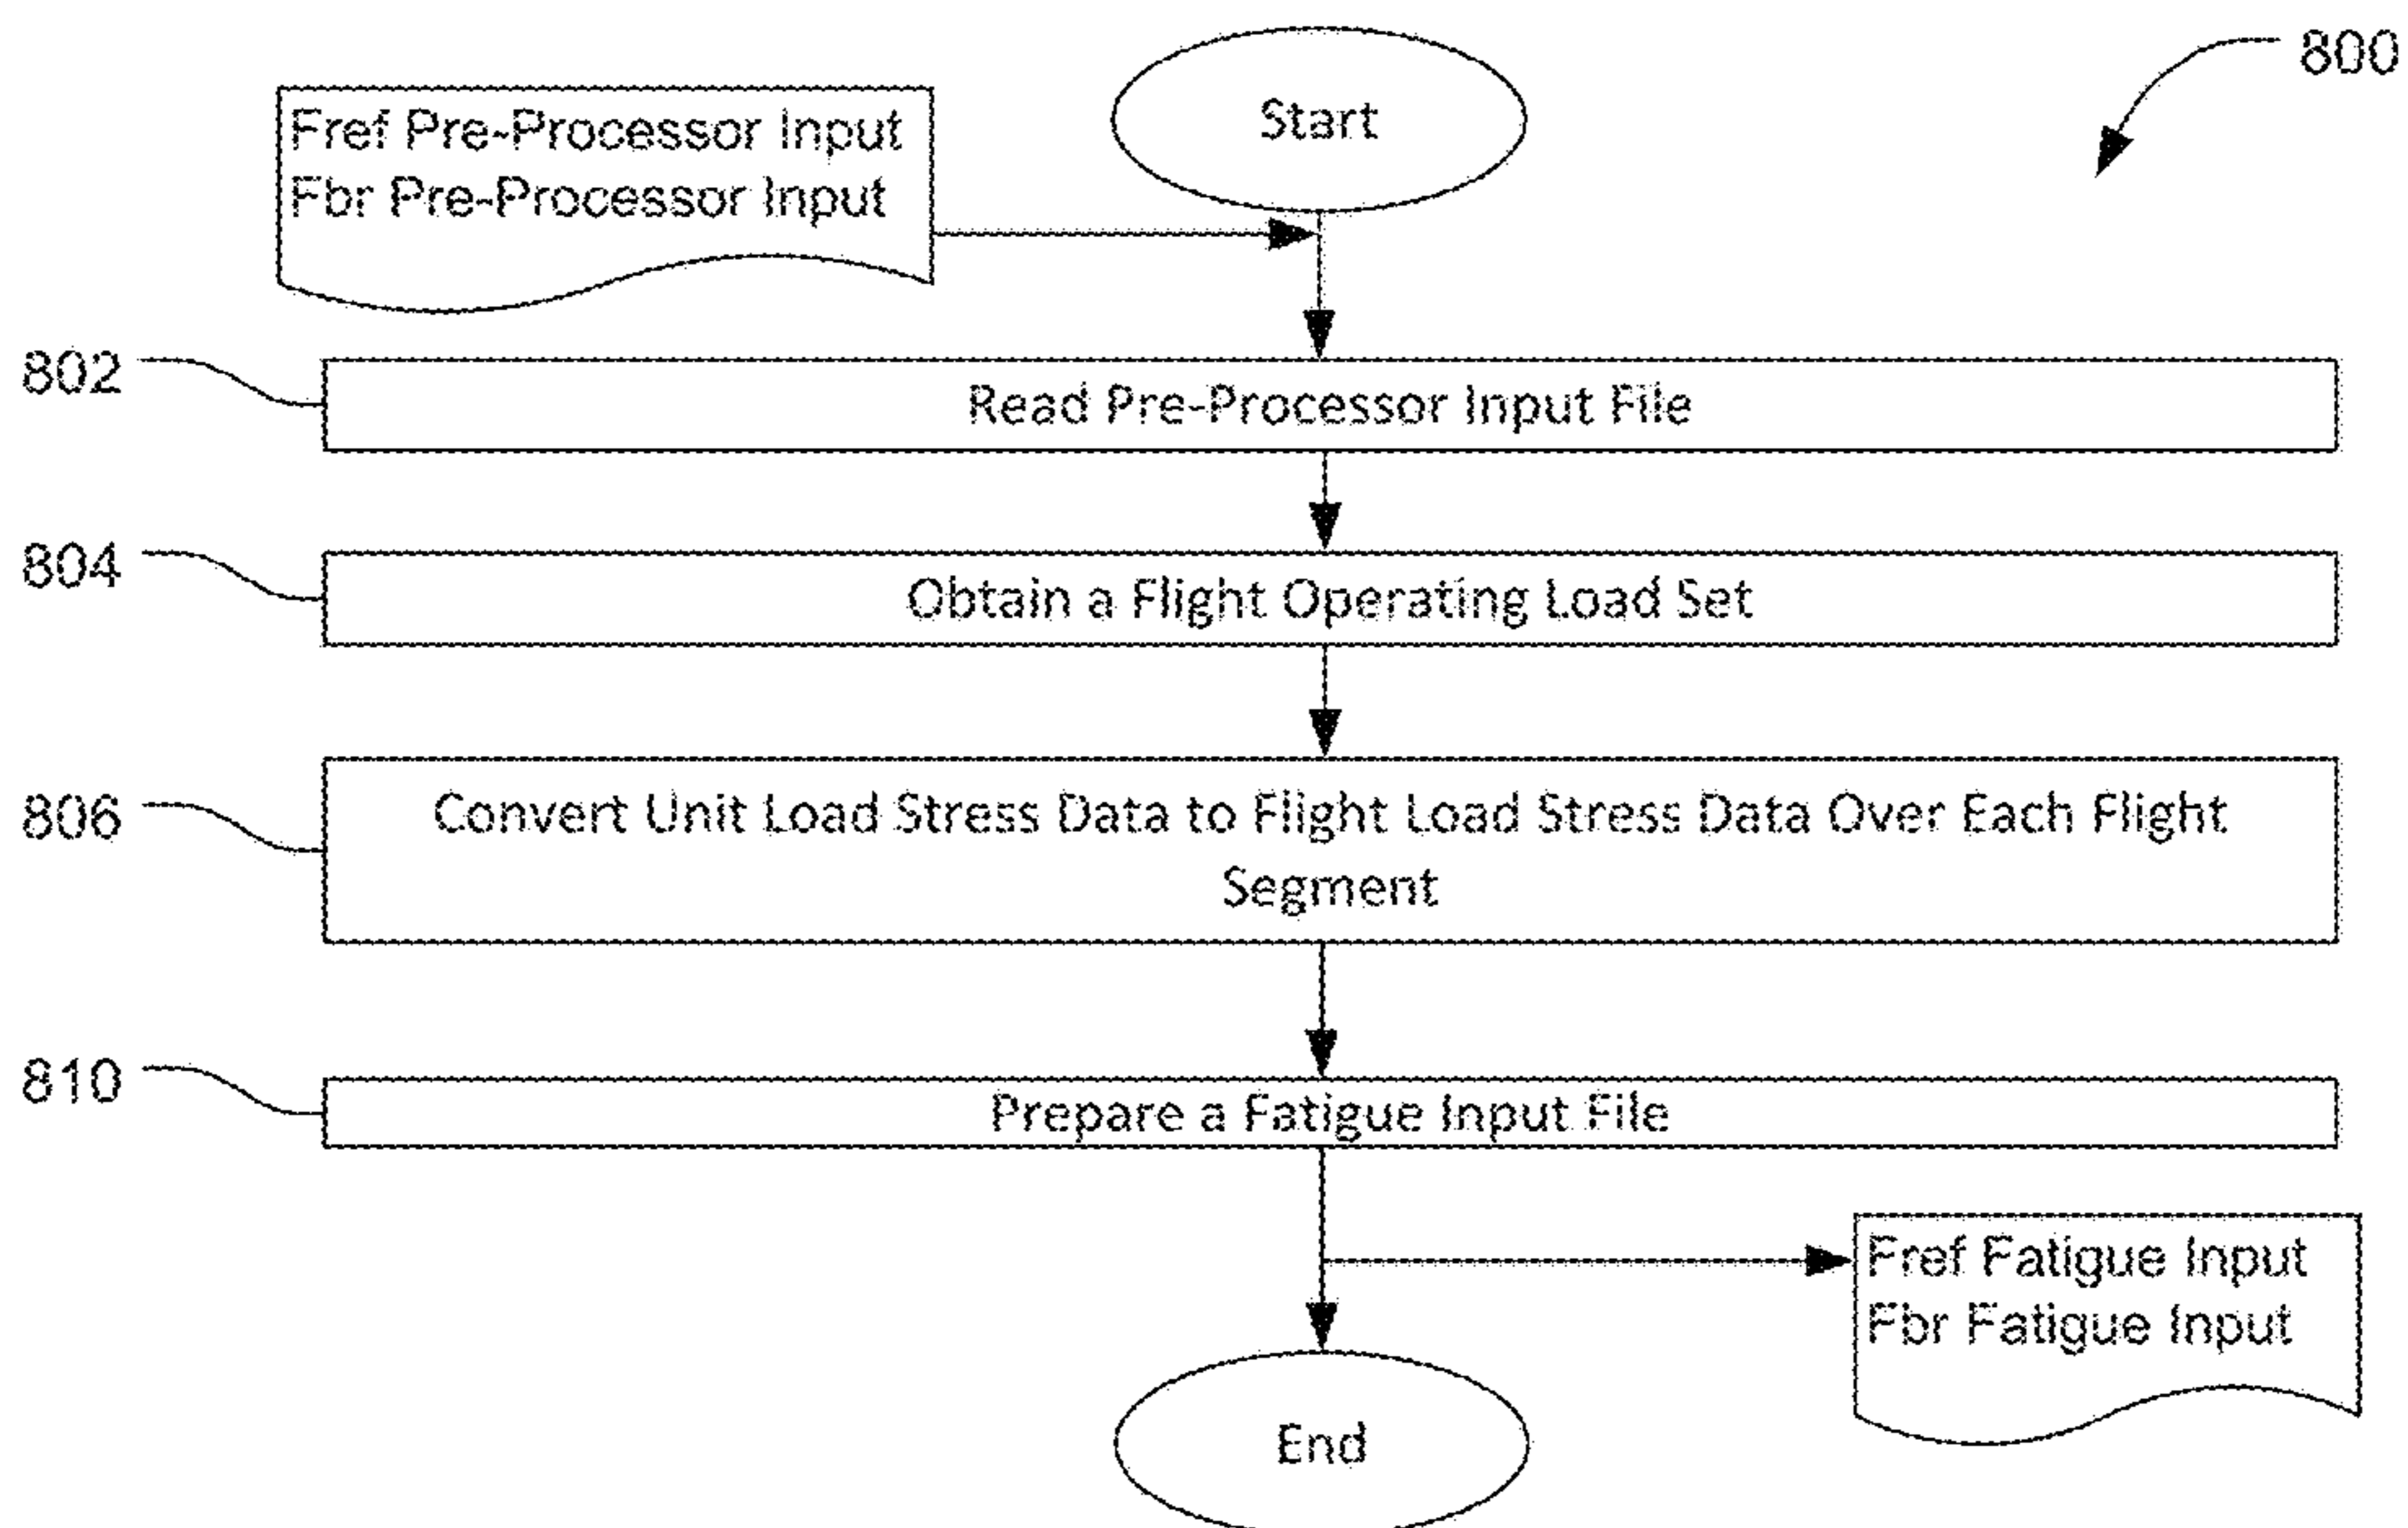 800
Start
Fref Pre-Processor Input
Fbr Pre-Processor Input
802
Read Pre-Processor Input File
804
Obtain a Flight Operating Load Set
806
Convert Unit Load Stress Data to Flight Load Stress Data Over Each Flight
Segment
810
Prepare a Fatigue Input File
Fref Fatigue Input
Fbr Fatigue Input
End